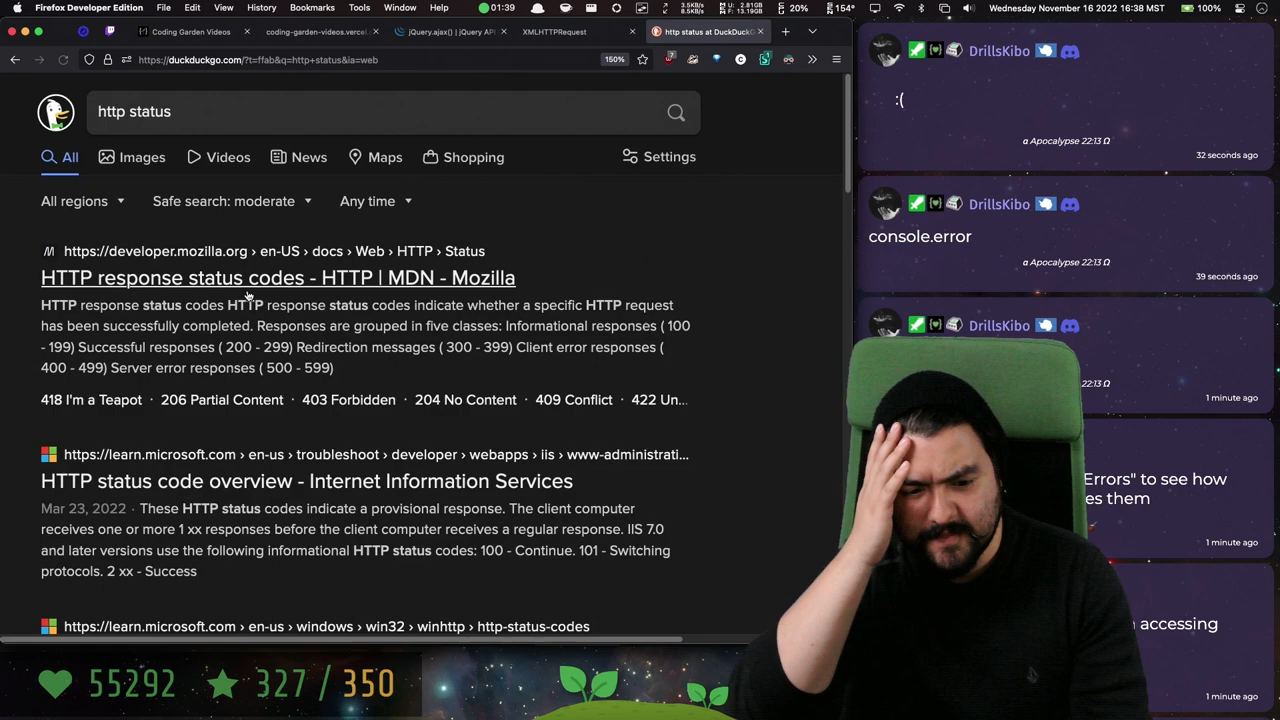 Firefox Developer Edition File Edit View History Bookmarks Tools Window Help
01:39
3.5KB/s
8.5KB/s
U: 2.81GB
F: 13.19GB
20%
154°
Wednesday November 16 2022 16:38 MST
100%
Coding Garden Videos
coding-garden-videos.verce
jQuery.ajax() | jQuery AP
XMLHTTPRequest
http status at DuckDuckG
https://duckduckgo.com/?t=ffab&q=http+status&ia=web
150%
http status
All Images Videos News Maps Shopping Settings
All regions Safe search: moderate Any time
https://developer.mozilla.org › en-US › docs › Web › HTTP › Status
HTTP response status codes - HTTP | MDN - Mozilla
HTTP response status codes HTTP response status codes indicate whether a specific HTTP request
has been successfully completed. Responses are grouped in five classes: Informational responses ( 100
- 199) Successful responses ( 200 - 299) Redirection messages ( 300 - 399) Client error responses (
400 - 499) Server error responses ( 500 - 599)
418 I'm a Teapot · 206 Partial Content · 403 Forbidden · 204 No Content · 409 Conflict · 422 Un...
https://learn.microsoft.com › en-us › troubleshoot › developer › webapps › iis › www-administrati...
HTTP status code overview - Internet Information Services
Mar 23, 2022 - These HTTP status codes indicate a provisional response. The client computer
receives one or more 1 xx responses before the client computer receives a regular response. IIS 7.0
and later versions use the following informational HTTP status codes: 100 - Continue. 101 - Switching
protocols. 2 xx - Success
https://learn.microsoft.com › en-us › windows › win32 › winhttp › http-status-codes
55292
327 / 350
DrillsKibo
:(
α Apocalypse 22:13 Ω
32 seconds ago
DrillsKibo
console.error
α Apocalypse 22:13 Ω
39 seconds ago
DrillsKibo
22:13 Ω
1 minute ago
Errors" to see how
es them
1 minute ago
accessing
1 minute ago